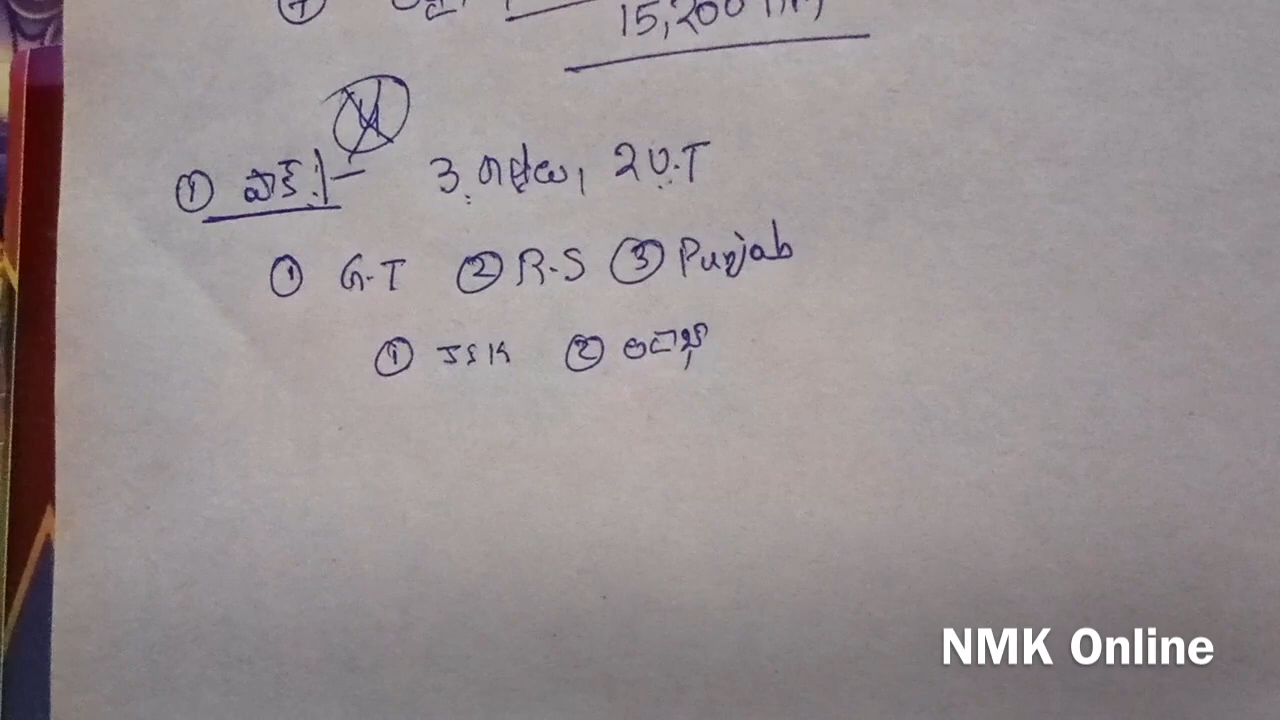 15,200
① పాక్ :- 3 రాష్ట్రాలు, 2 U.T
① G.T ② R.S ③ Punjab
① J&K ② లడాఖ్
NMK Online